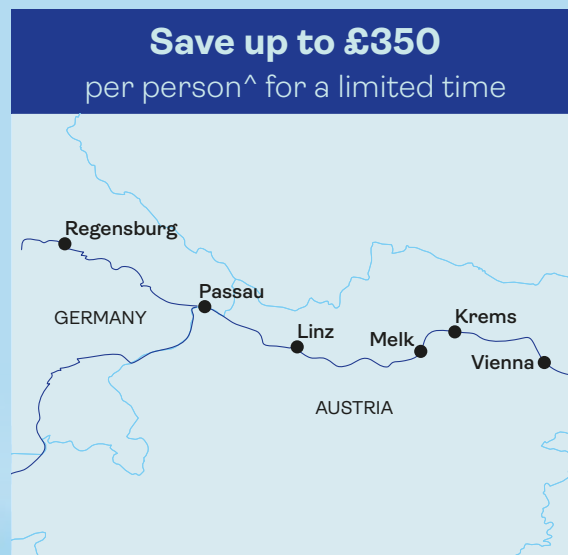 Save up to £350
per person^ for a limited time
Regensburg
Passau
GERMANY
Linz
Melk
Krems
Vienna
AUSTRIA